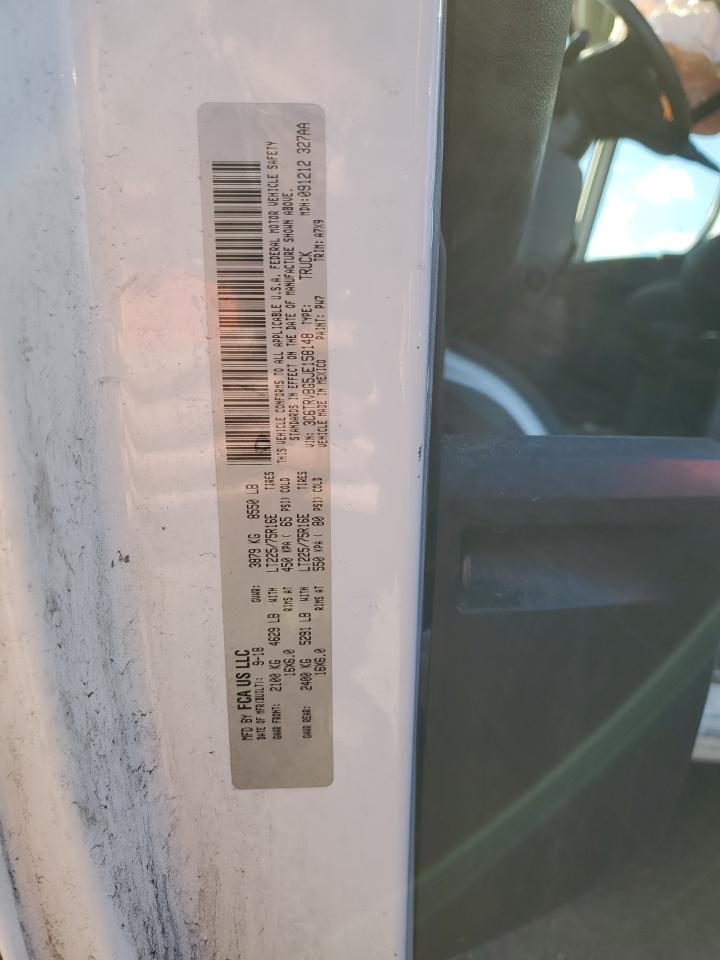 MFD BY FCA US LLC
DATE OF MFR(BUILT): 9-18 GVWR: 3879 KG 8550 LB
GAWR FRONT: 2100 KG 4629 LB WITH LT225/75R16E TIRES
16X6.0 RIMS AT 450 KPA ( 65 PSI) COLD
GAWR REAR: 2400 KG 5291 LB WITH LT225/75R16E TIRES
16X6.0 RIMS AT 550 KPA ( 80 PSI) COLD
THIS VEHICLE CONFORMS TO ALL APPLICABLE U.S.A. FEDERAL MOTOR VEHICLE SAFETY
STANDARDS IN EFFECT ON THE DATE OF MANUFACTURE SHOWN ABOVE.
VIN: 3C6TRVBG5JE158148 TYPE: TRUCK MDH: 091212 327AA
VEHICLE MADE IN MEXICO PAINT: PW7 TRIM: A7X9